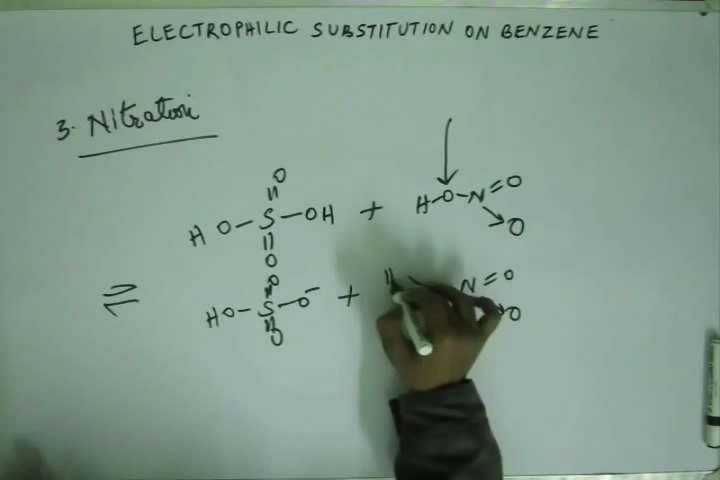 ELECTROPHILIC SUBSTITUTION ON BENZENE
3. Nitration
O
H O-S-OH + H-O-N=O
O O
O
⇌ HO-S-O⁻ + N=O
O O